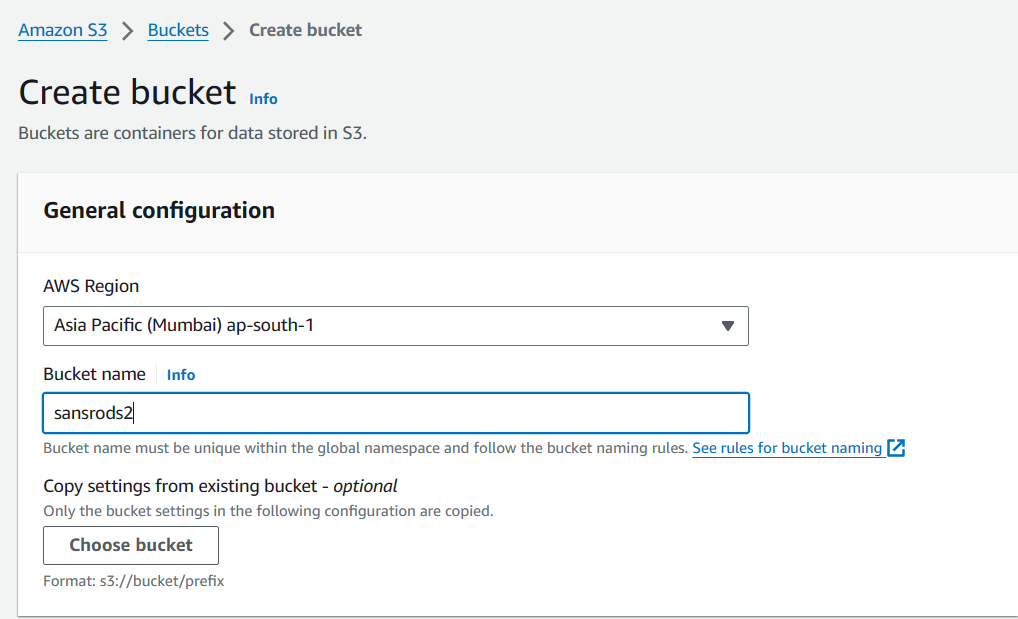 Amazon S3 > Buckets > Create bucket
Create bucket Info
Buckets are containers for data stored in S3.
General configuration
AWS Region
Asia Pacific (Mumbai) ap-south-1
Bucket name Info
sansrods2
Bucket name must be unique within the global namespace and follow the bucket naming rules. See rules for bucket naming
Copy settings from existing bucket - optional
Only the bucket settings in the following configuration are copied.
Choose bucket
Format: s3://bucket/prefix